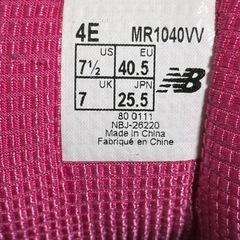 4E MR1040VV
US EU
7½ 40.5
UK JPN
7 25.5
80 0111
NBJ-26220
Made in China
Fabriqué en Chine